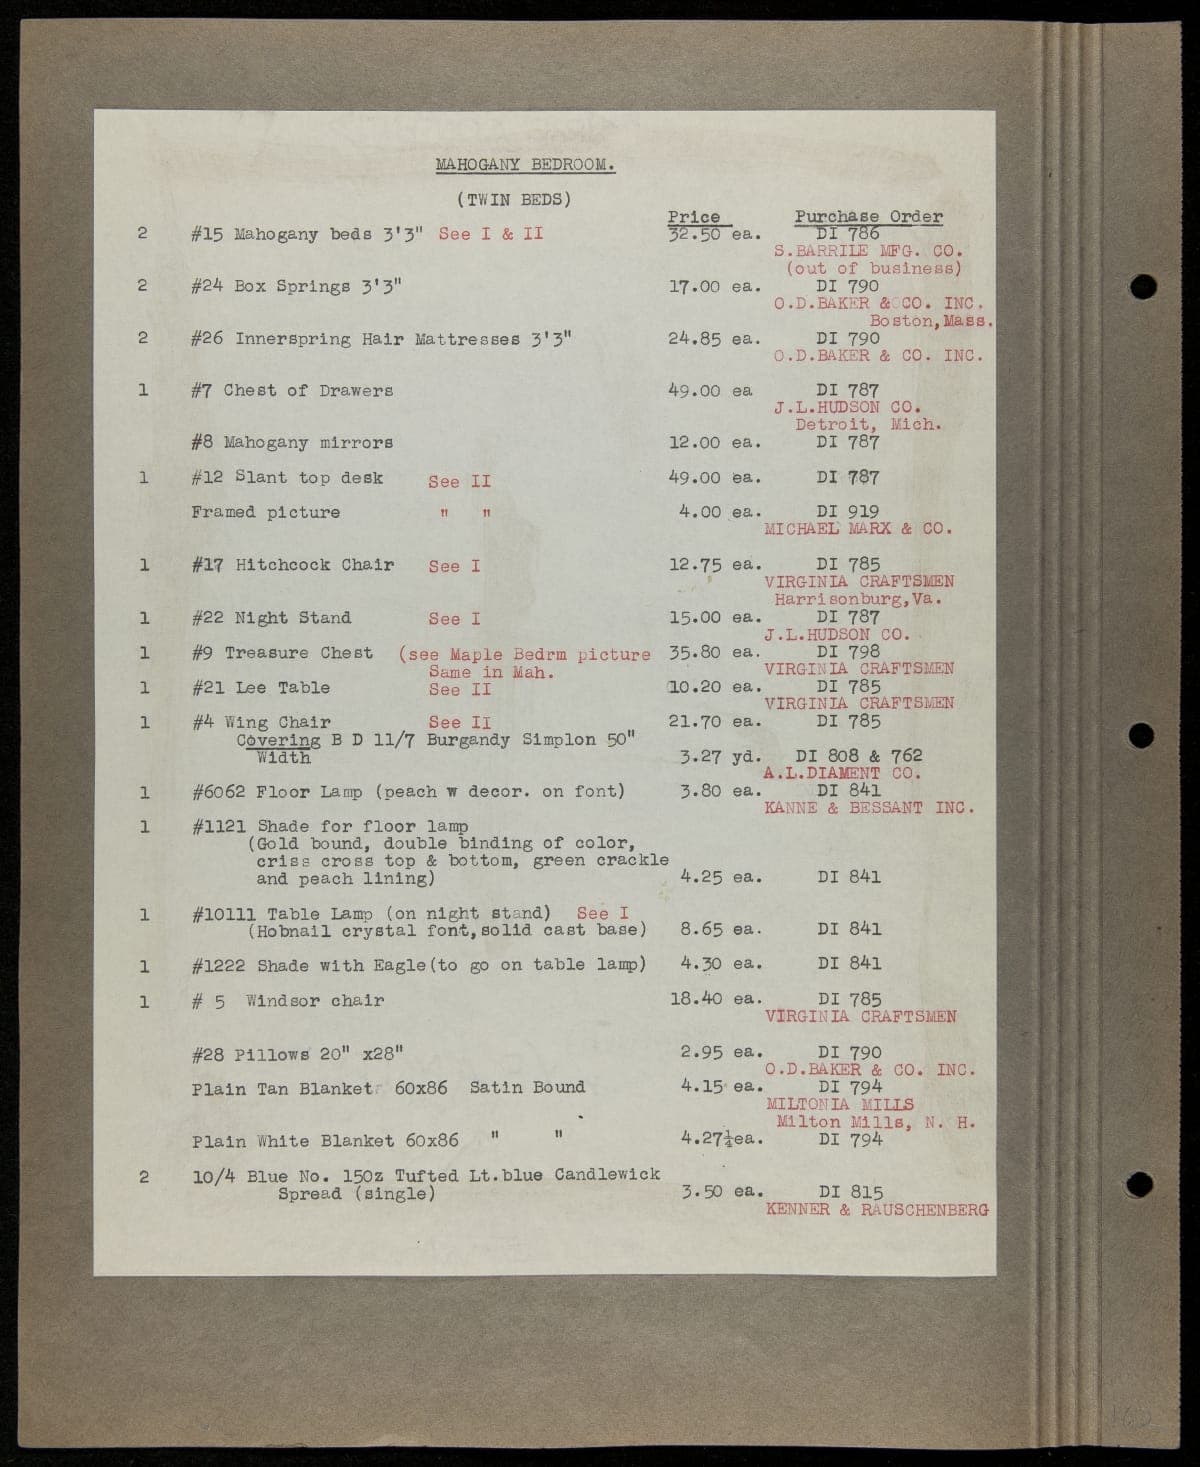 MAHOGANY BEDROOM.
(TWIN BEDS)
Price Purchase Order
2 #15 Mahogany beds 3'3" See I & II 32.50 ea. DI 786
S.BARRILE MFG. CO.
(out of business)
2 #24 Box Springs 3'3" 17.00 ea. DI 790
O.D.BAKER & CO. INC.
Boston,Mass.
2 #26 Innerspring Hair Mattresses 3'3" 24.85 ea. DI 790
O.D.BAKER & CO. INC.
1 #7 Chest of Drawers 49.00 ea DI 787
J.L.HUDSON CO.
Detroit, Mich.
#8 Mahogany mirrors 12.00 ea. DI 787
1 #12 Slant top desk See II 49.00 ea. DI 787
Framed picture " " 4.00 ea. DI 919
MICHAEL MARX & CO.
1 #17 Hitchcock Chair See I 12.75 ea. DI 785
VIRGINIA CRAFTSMEN
Harrisonburg,Va.
1 #22 Night Stand See I 15.00 ea. DI 787
J.L.HUDSON CO.
1 #9 Treasure Chest (see Maple Bedrm picture 35.80 ea. DI 798
Same in Mah. VIRGINIA CRAFTSMEN
1 #21 Lee Table See II 10.20 ea. DI 785
VIRGINIA CRAFTSMEN
1 #4 Wing Chair See II 21.70 ea. DI 785
Covering B D 11/7 Burgandy Simplon 50"
Width 3.27 yd. DI 808 & 762
A.L.DIAMENT CO.
1 #6062 Floor Lamp (peach w decor. on font) 3.80 ea. DI 841
KANNE & BESSANT INC.
1 #1121 Shade for floor lamp
(Gold bound, double binding of color,
criss cross top & bottom, green crackle
and peach lining) 4.25 ea. DI 841
1 #10111 Table Lamp (on night stand) See I
(Hobnail crystal font,solid cast base) 8.65 ea. DI 841
1 #1222 Shade with Eagle(to go on table lamp) 4.30 ea. DI 841
1 # 5 Windsor chair 18.40 ea. DI 785
VIRGINIA CRAFTSMEN
#28 Pillows 20" x28" 2.95 ea. DI 790
O.D.BAKER & CO. INC.
Plain Tan Blanket 60x86 Satin Bound 4.15 ea. DI 794
MILTONIA MILLS
Milton Mills, N. H.
Plain White Blanket 60x86 " " 4.27½ea. DI 794
2 10/4 Blue No. 150z Tufted Lt.blue Candlewick
Spread (single) 3.50 ea. DI 815
KENNER & RAUSCHENBERG
162